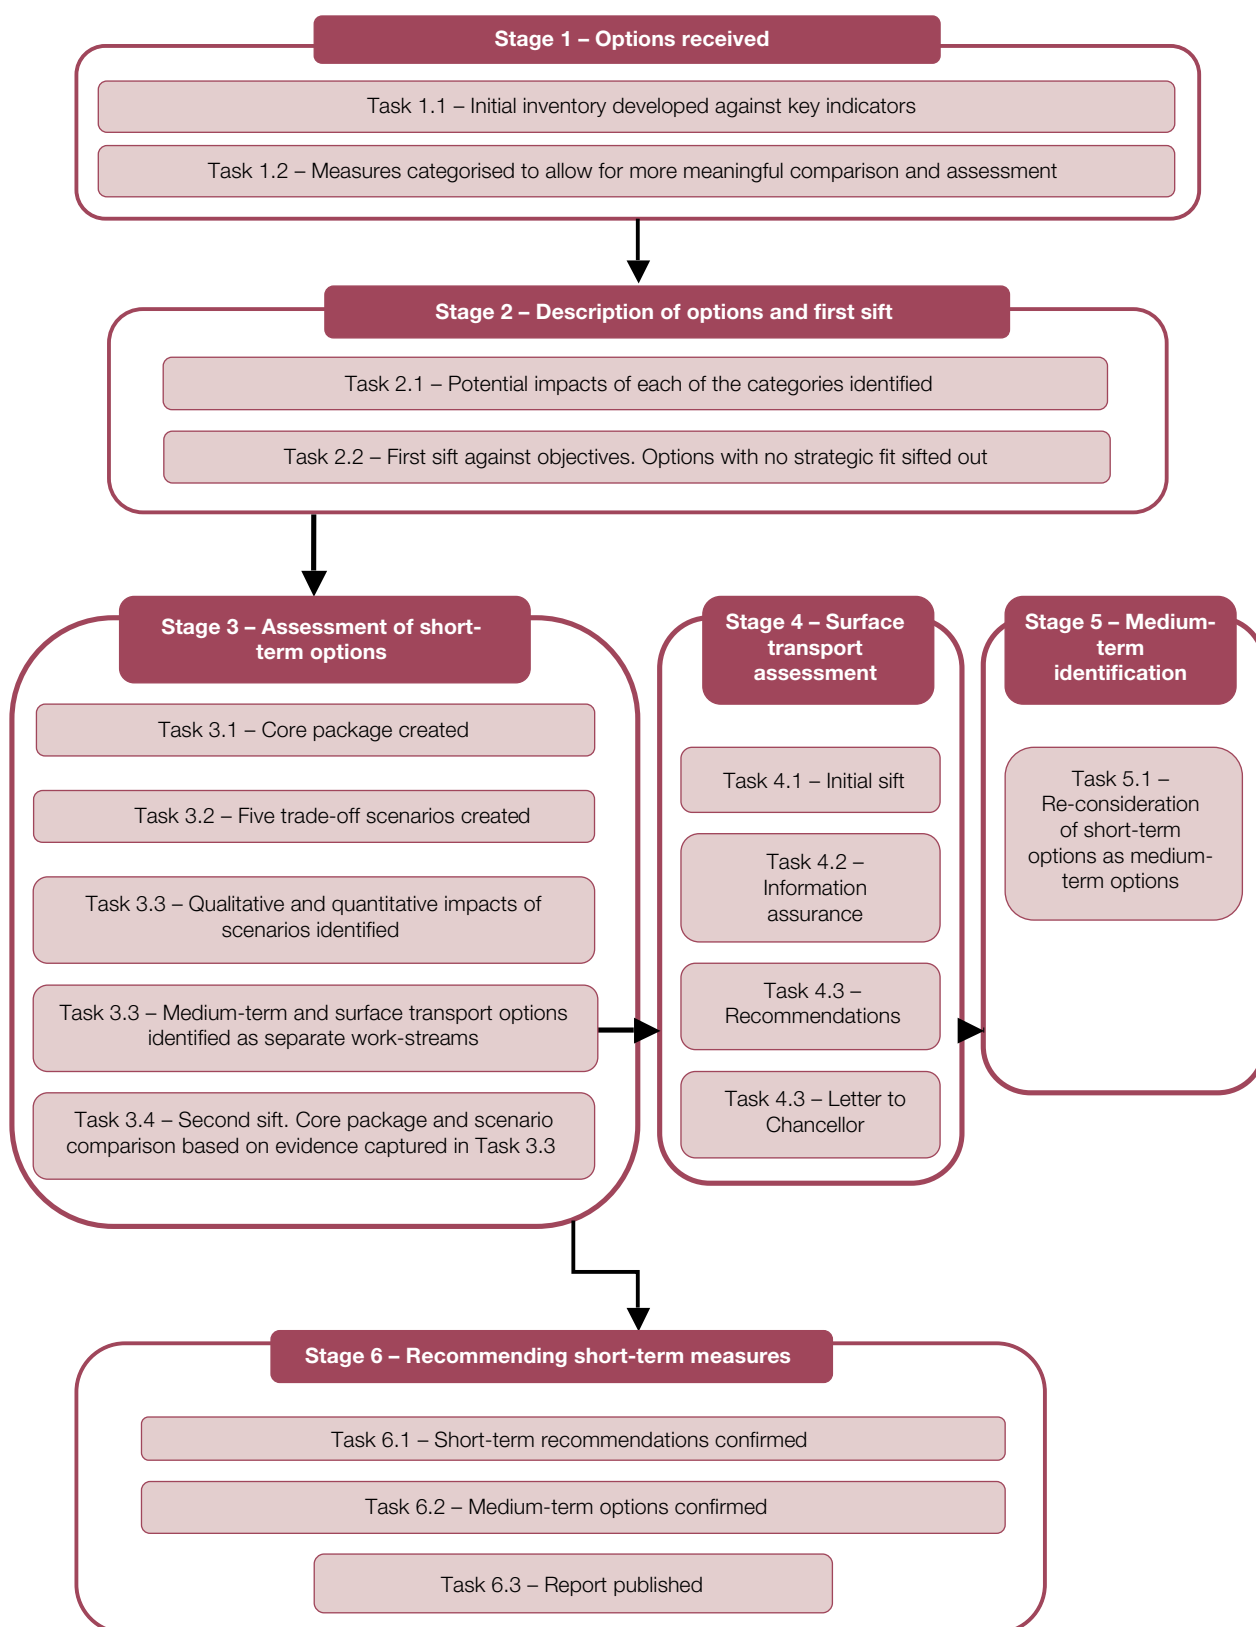 Stage 1 – Options received
Task 1.1 – Initial inventory developed against key indicators
Task 1.2 – Measures categorised to allow for more meaningful comparison and assessment
Stage 2 – Description of options and first sift
Task 2.1 – Potential impacts of each of the categories identified
Task 2.2 – First sift against objectives. Options with no strategic fit sifted out
Stage 3 – Assessment of short-
term options
Task 3.1 – Core package created
Task 3.2 – Five trade-off scenarios created
Task 3.3 – Qualitative and quantitative impacts of
scenarios identified
Task 3.3 – Medium-term and surface transport options
identified as separate work-streams
Task 3.4 – Second sift. Core package and scenario
comparison based on evidence captured in Task 3.3
Stage 4 – Surface
transport
assessment
Task 4.1 – Initial sift
Task 4.2 –
Information
assurance
Task 4.3 –
Recommendations
Task 4.3 – Letter to
Chancellor
Stage 5 – Medium-
term
identification
Task 5.1 –
Re-consideration
of short-term
options as medium-
term options
Stage 6 – Recommending short-term measures
Task 6.1 – Short-term recommendations confirmed
Task 6.2 – Medium-term options confirmed
Task 6.3 – Report published